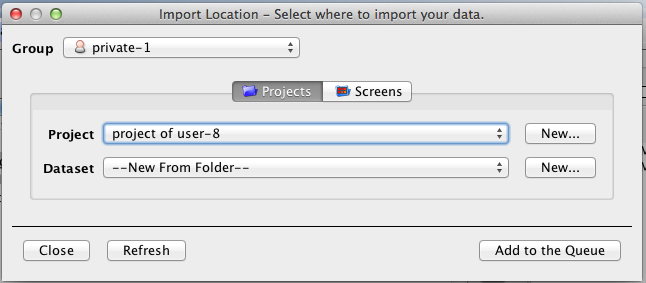 Import Location – Select where to import your data.
Group private-1
Projects Screens
Project project of user-8 New...
Dataset --New From Folder-- New...
Close Refresh Add to the Queue